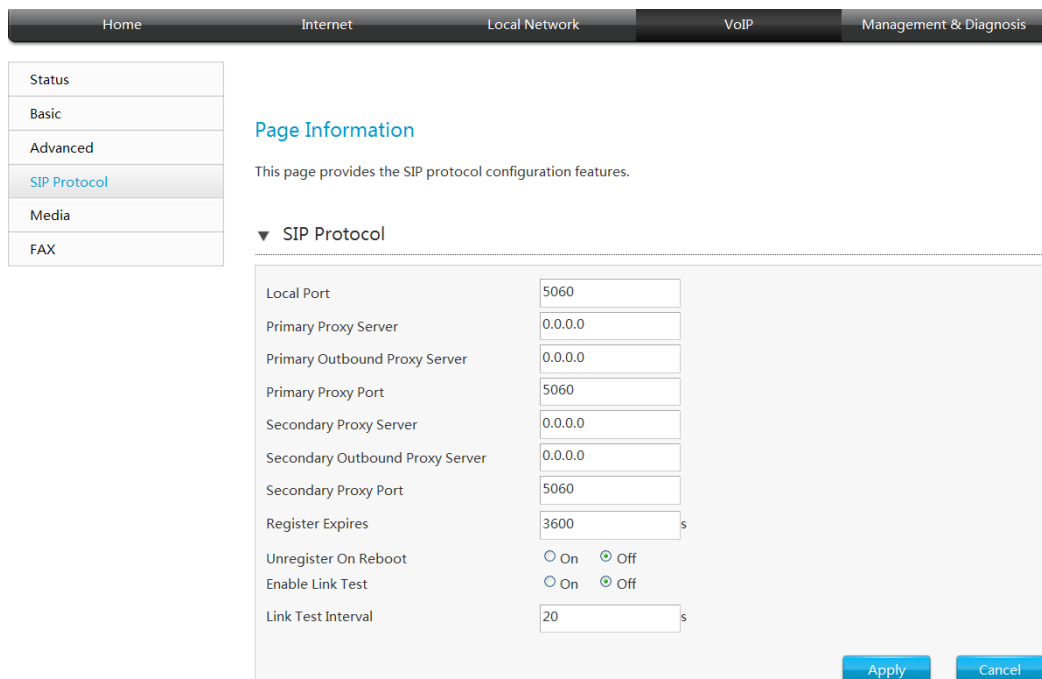 Home Internet Local Network VoIP Management & Diagnosis
Status
Basic
Advanced
SIP Protocol
Media
FAX
Page Information
This page provides the SIP protocol configuration features.
SIP Protocol
Local Port 5060
Primary Proxy Server 0.0.0.0
Primary Outbound Proxy Server 0.0.0.0
Primary Proxy Port 5060
Secondary Proxy Server 0.0.0.0
Secondary Outbound Proxy Server 0.0.0.0
Secondary Proxy Port 5060
Register Expires 3600 s
Unregister On Reboot On Off
Enable Link Test On Off
Link Test Interval 20 s
Apply Cancel